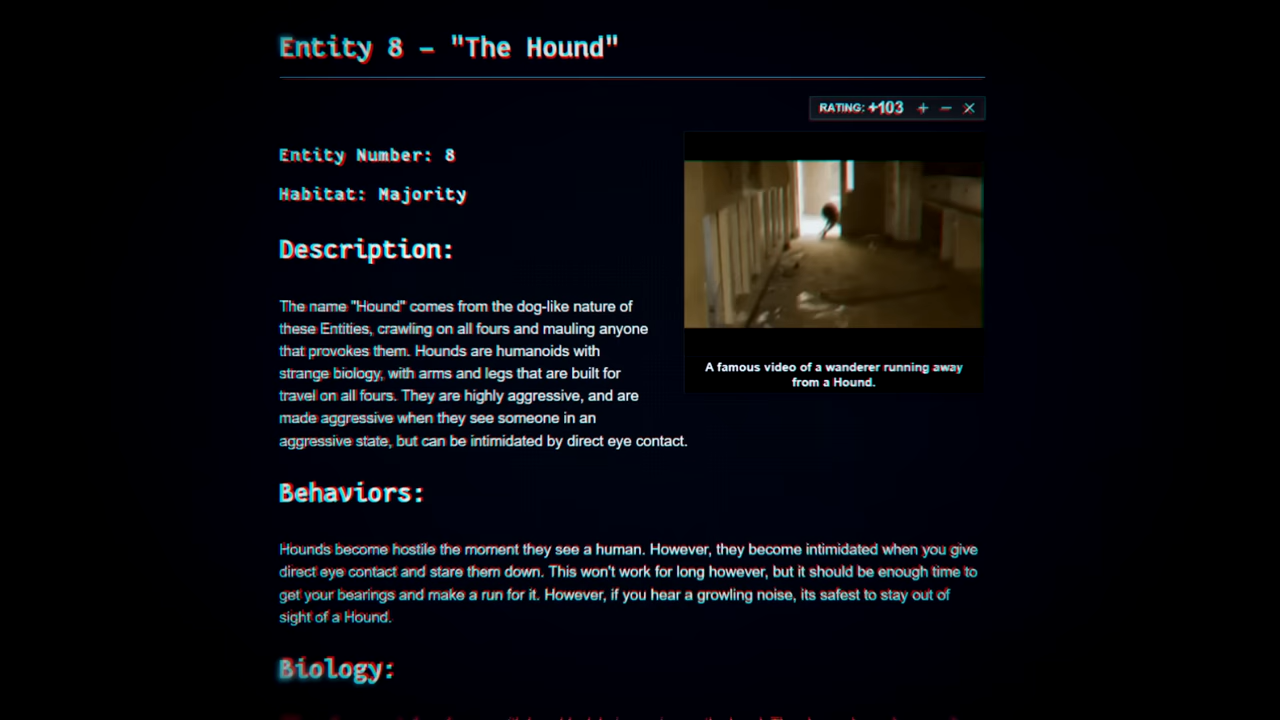 Entity 8 – "The Hound"
RATING: +103 + − ×
Entity Number: 8
Habitat: Majority
Description:
The name "Hound" comes from the dog-like nature of
these Entities, crawling on all fours and mauling anyone
that provokes them. Hounds are humanoids with
strange biology, with arms and legs that are built for
travel on all fours. They are highly aggressive, and are
made aggressive when they see someone in an
aggressive state, but can be intimidated by direct eye contact.
A famous video of a wanderer running away
from a Hound.
Behaviors:
Hounds become hostile the moment they see a human. However, they become intimidated when you give
direct eye contact and stare them down. This won't work for long however, but it should be enough time to
get your bearings and make a run for it. However, if you hear a growling noise, its safest to stay out of
sight of a Hound.
Biology: